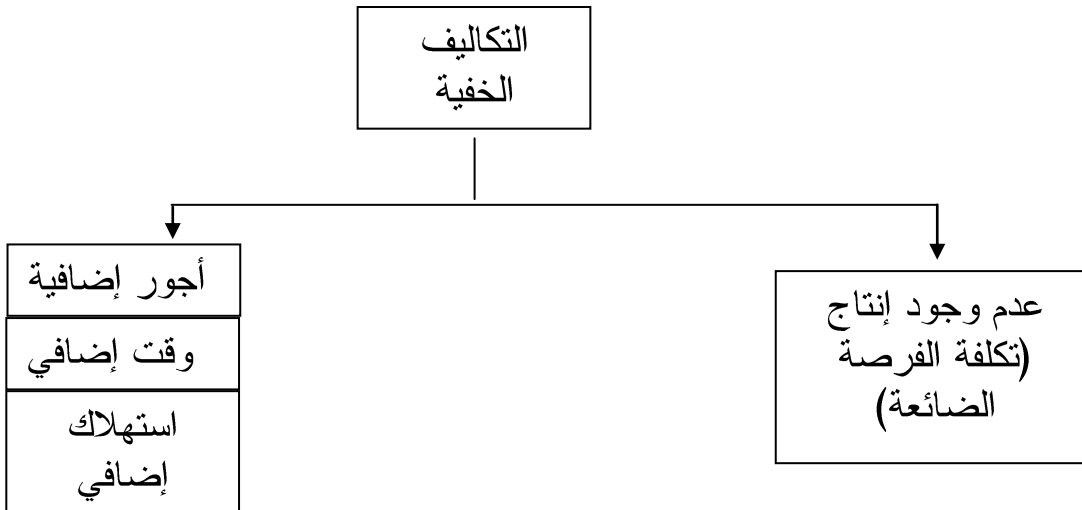 التكاليف
الخفية
عدم وجود إنتاج
(تكلفة الفرصة
الضائعة)
أجور إضافية
وقت إضافي
استهلاك
إضافي